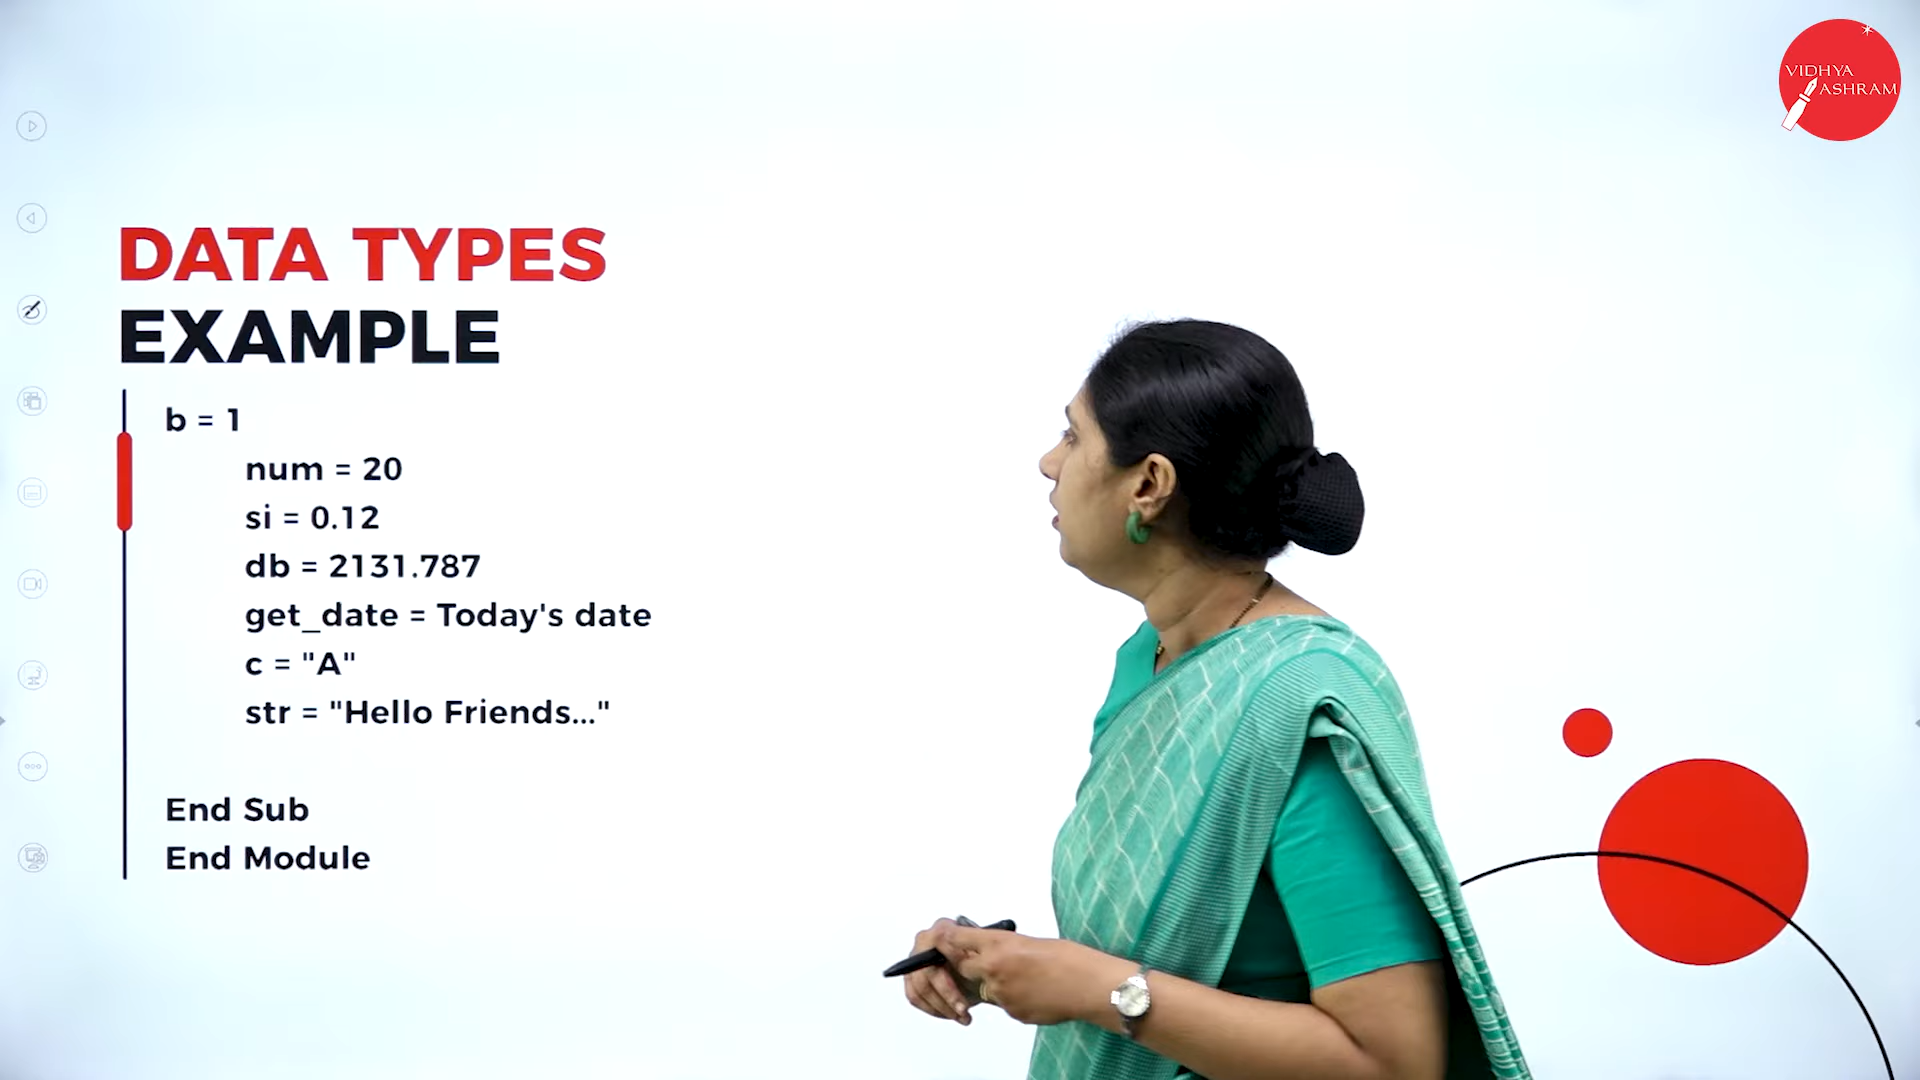 VIDHYA
ASHRAM
DATA TYPES
EXAMPLE
b = 1
num = 20
si = 0.12
db = 2131.787
get_date = Today's date
c = "A"
str = "Hello Friends..."
End Sub
End Module